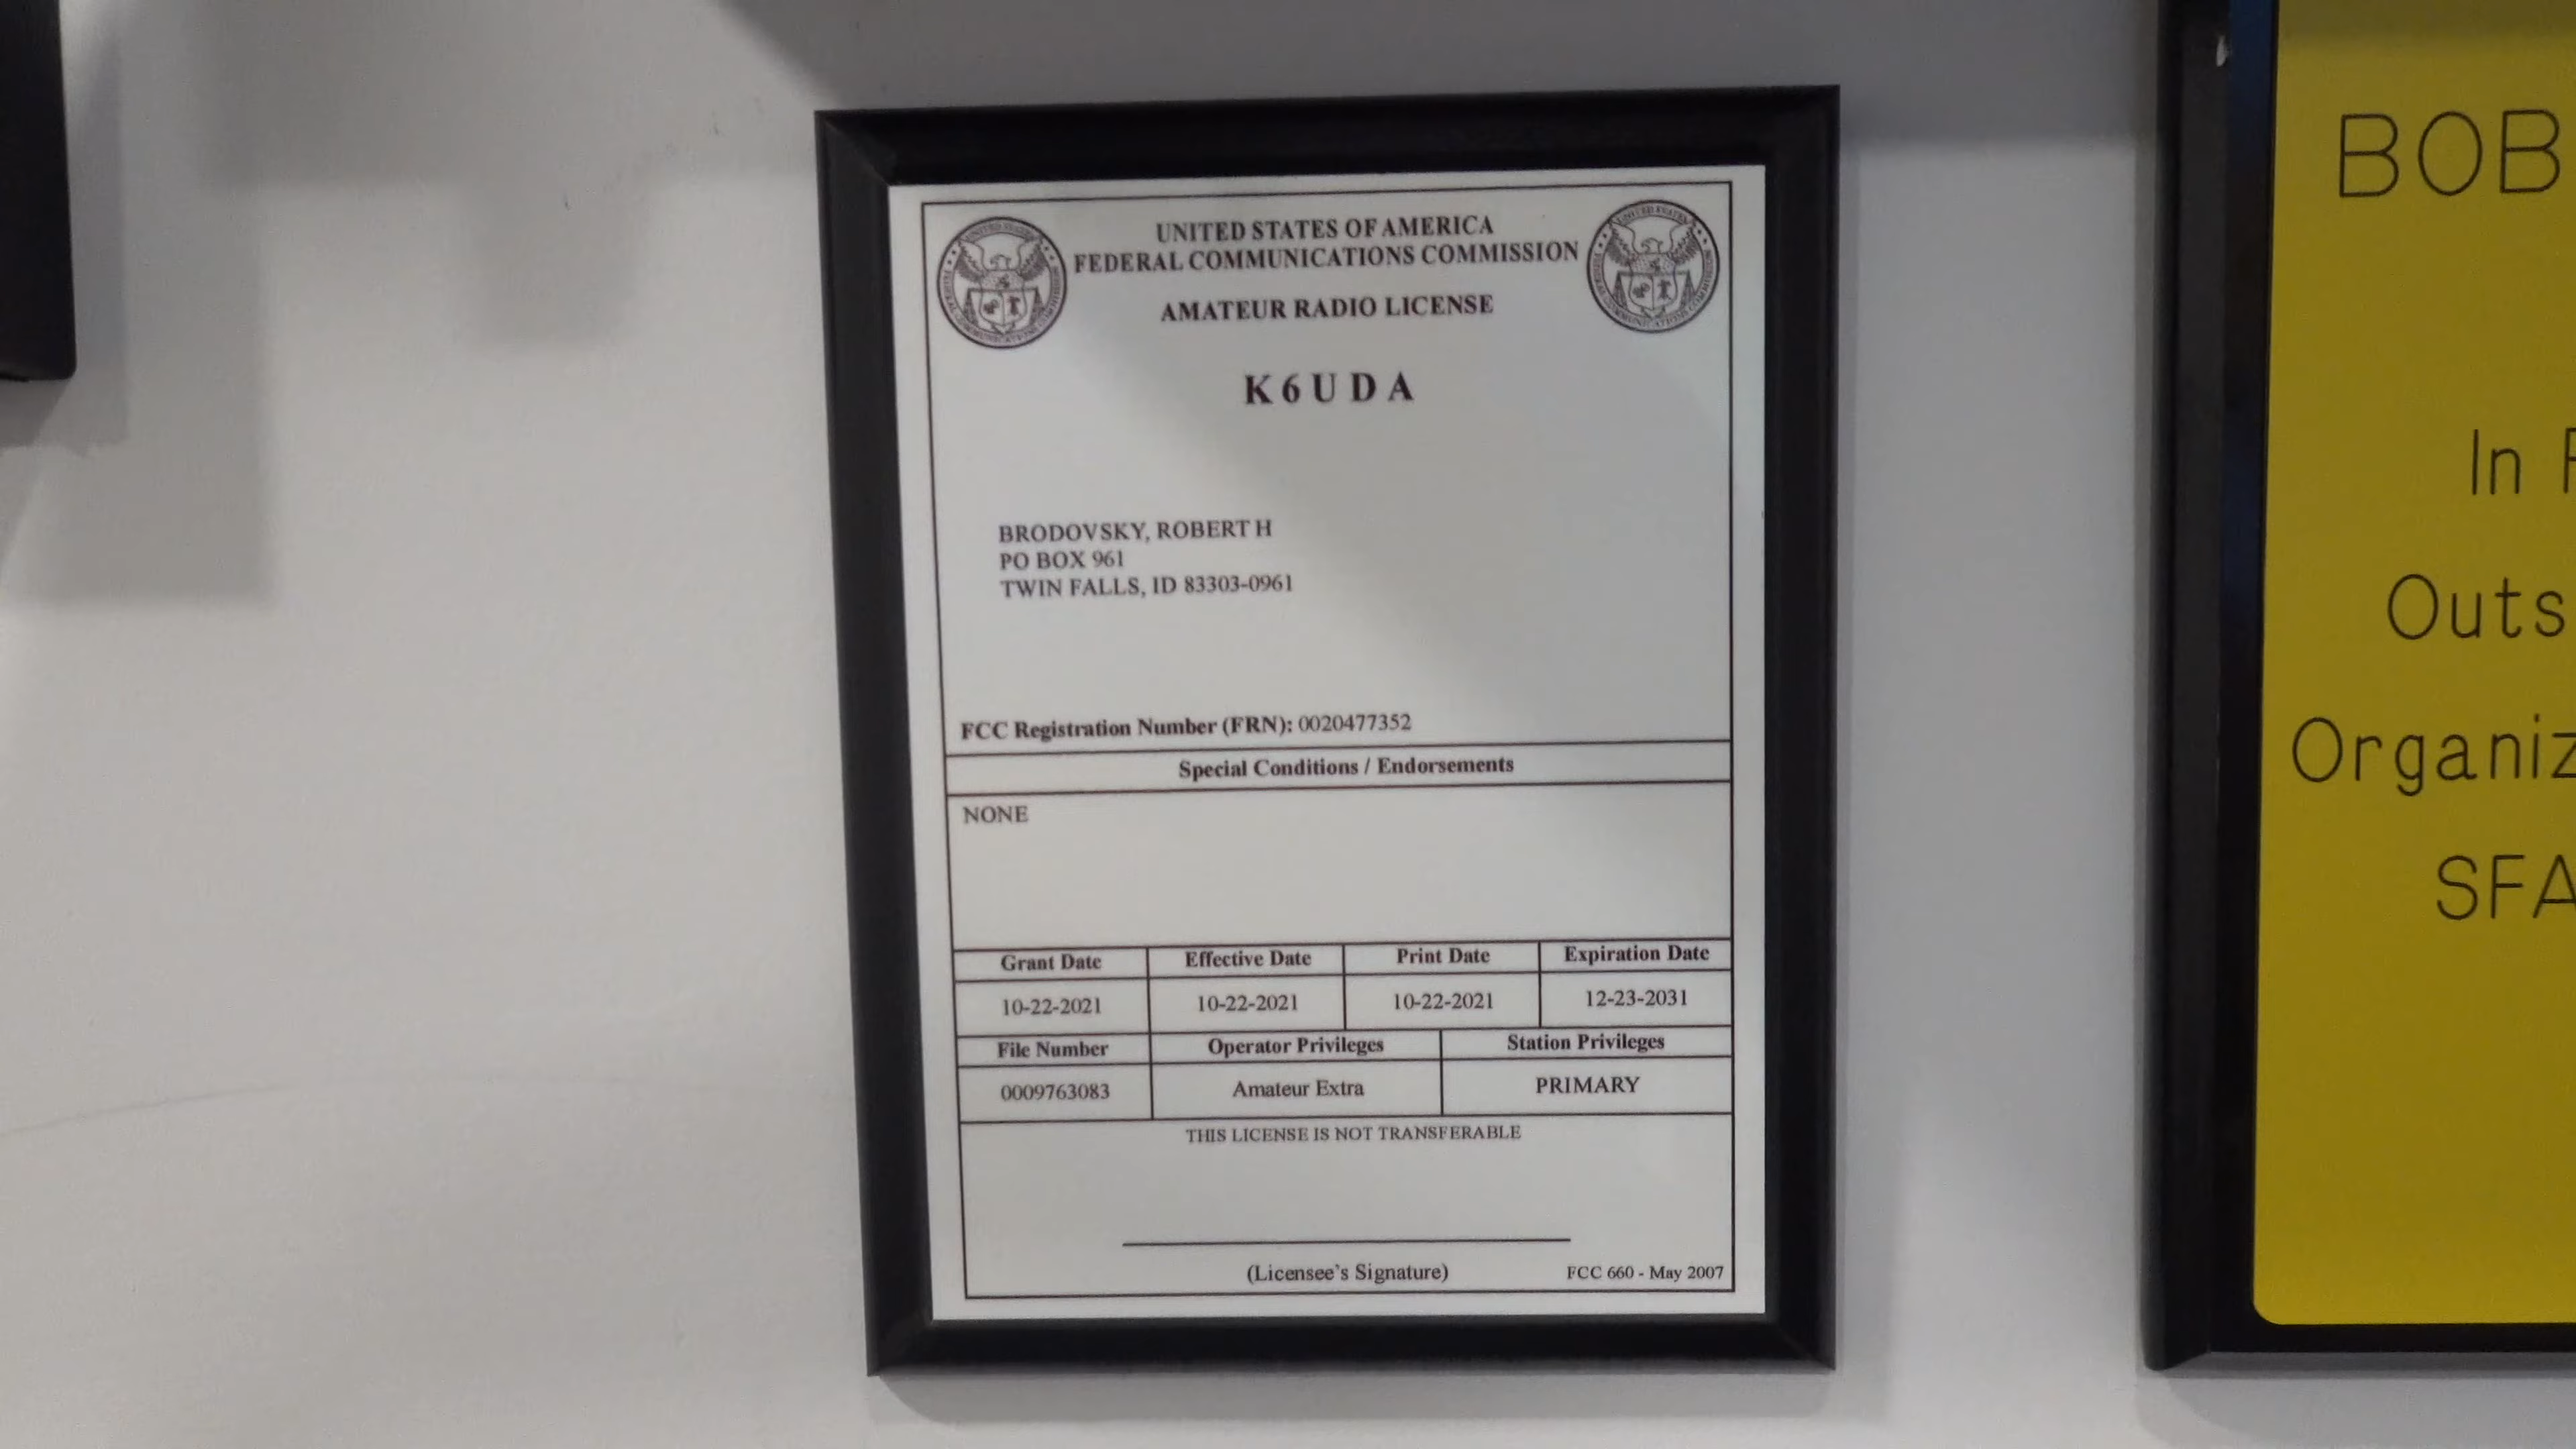 UNITED STATES OF AMERICA
FEDERAL COMMUNICATIONS COMMISSION
AMATEUR RADIO LICENSE
K6UDA
BRODOVSKY, ROBERT H
PO BOX 961
TWIN FALLS, ID 83303-0961
FCC Registration Number (FRN): 0020477352
Special Conditions / Endorsements
NONE
Grant Date Effective Date Print Date Expiration Date
10-22-2021 10-22-2021 10-22-2021 12-23-2031
File Number Operator Privileges Station Privileges
0009763083 Amateur Extra PRIMARY
THIS LICENSE IS NOT TRANSFERABLE
(Licensee's Signature) FCC 660 - May 2007
BOB
In
Outs
Organiz
SFA